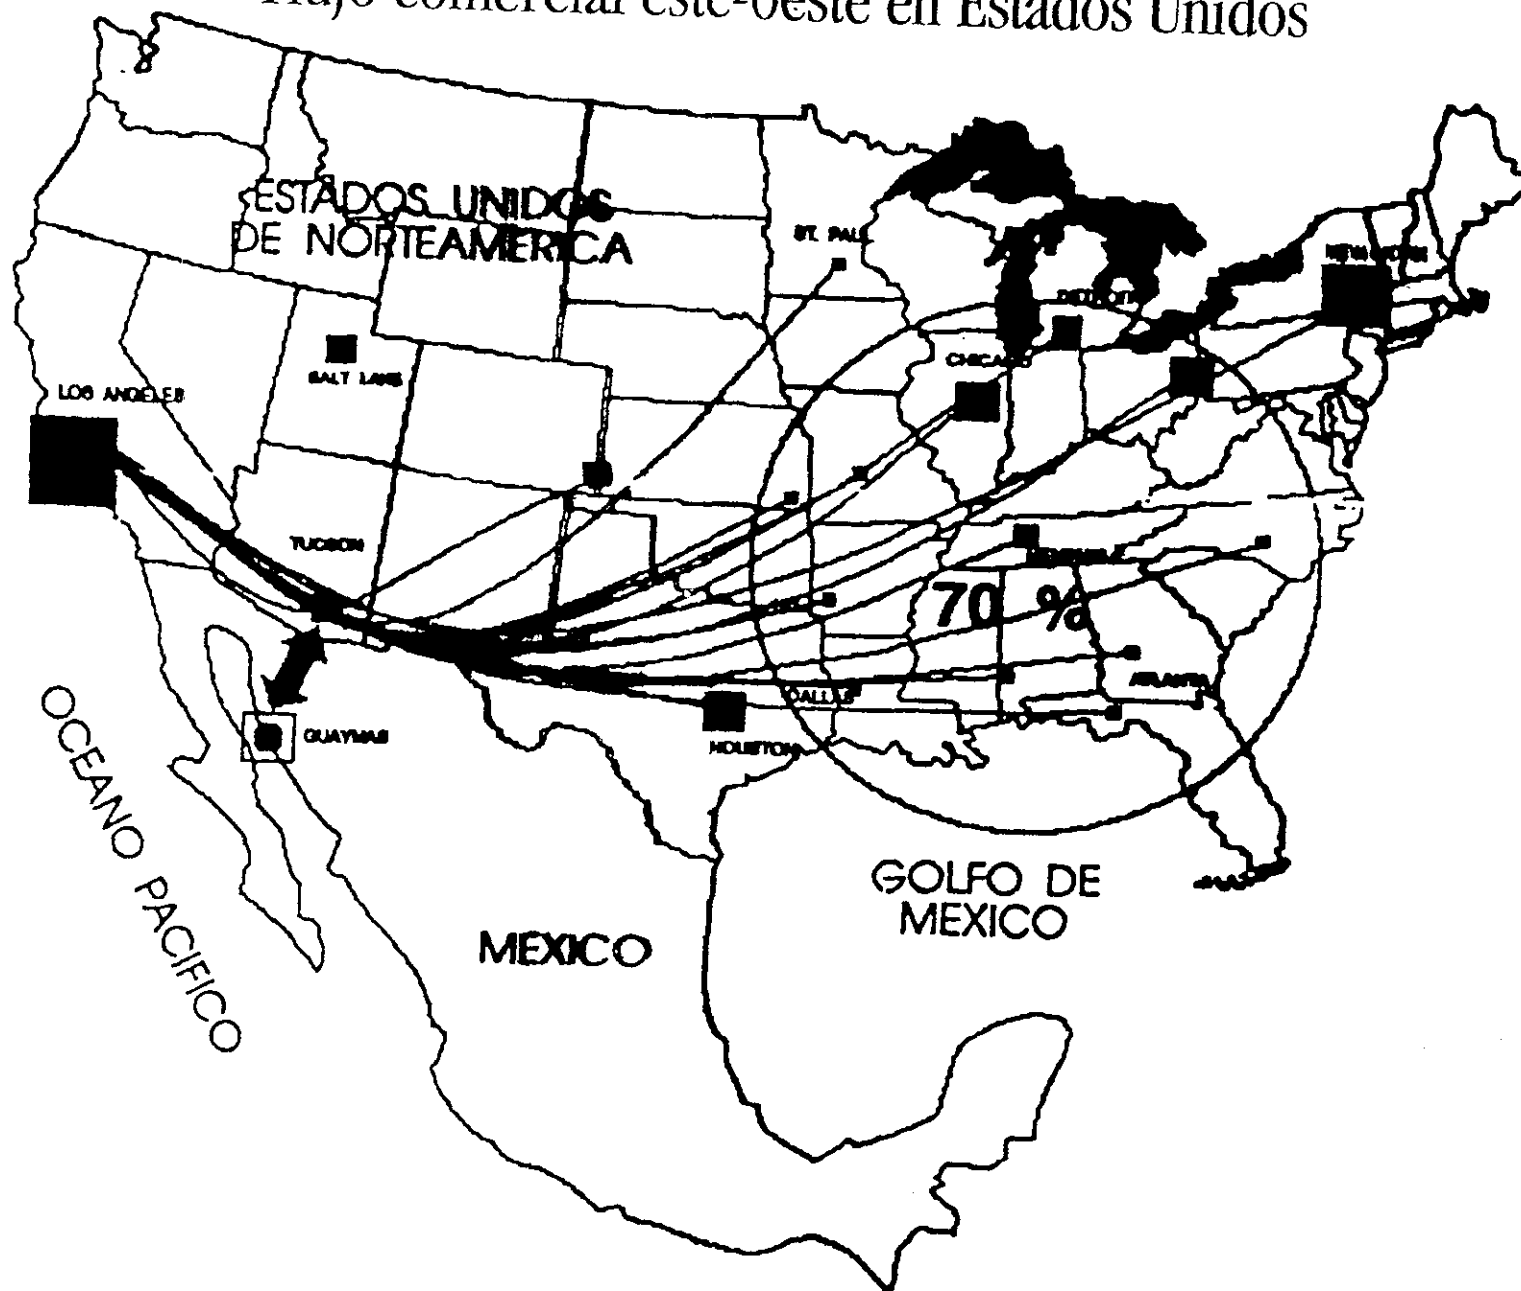 Flujo comercial este-oeste en Estados Unidos
ESTADOS UNIDOS
DE NORTEAMERICA
ST. PAUL
NEW YORK
DETROIT
CHICAGO
SALT LAKE
LOS ANGELES
TUCSON
70 %
ATLANTA
DALLAS
GUAYMAS
HOUSTON
OCEANO PACIFICO
GOLFO DE
MEXICO
MEXICO